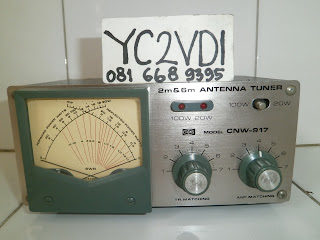 YC2VDI
081 668 9395
2m&6m ANTENNA TUNER
100W 20W
100W 20W
MODEL CNW-917
SWR
TX MATCHING
ANT MATCHING